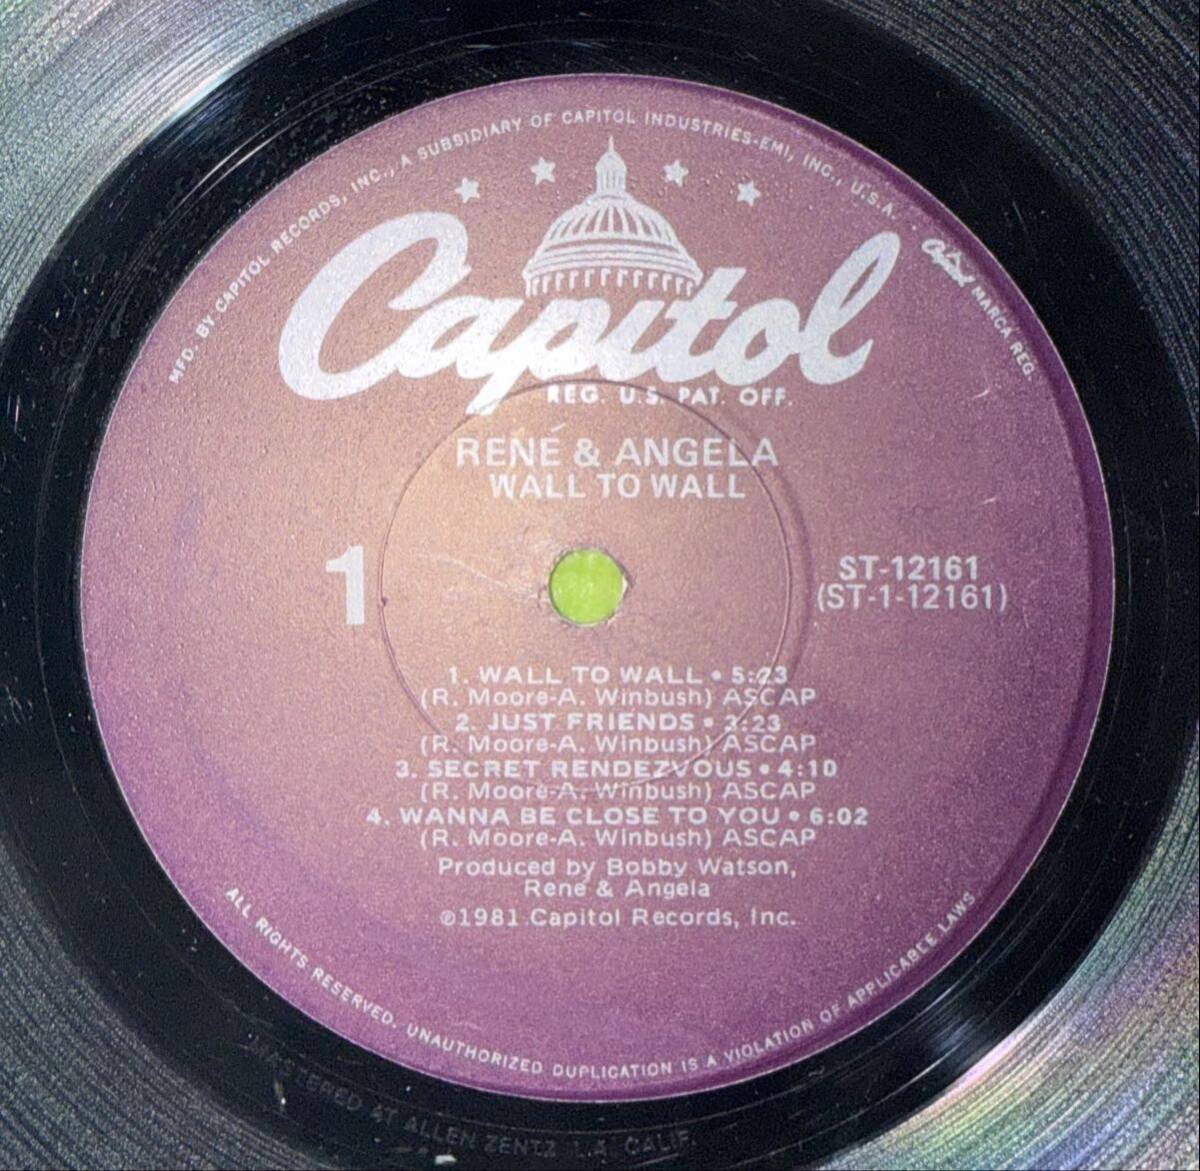 MFD. BY CAPITOL RECORDS, INC., A SUBSIDIARY OF CAPITOL INDUSTRIES-EMI, INC., U.S.A.
Capitol MARCA REG.
Capitol
REG. U.S. PAT. OFF.
RENÉ & ANGELA
WALL TO WALL
1
ST-12161
(ST-1-12161)
1. WALL TO WALL • 5:23
(R. Moore-A. Winbush) ASCAP
2. JUST FRIENDS • 3:23
(R. Moore-A. Winbush) ASCAP
3. SECRET RENDEZVOUS • 4:10
(R. Moore-A. Winbush) ASCAP
4. WANNA BE CLOSE TO YOU • 6:02
(R. Moore-A. Winbush) ASCAP
Produced by Bobby Watson,
René & Angela
℗1981 Capitol Records, Inc.
ALL RIGHTS RESERVED. UNAUTHORIZED DUPLICATION IS A VIOLATION OF APPLICABLE LAWS
MASTERED AT ALLEN ZENTZ L.A. CALIF.